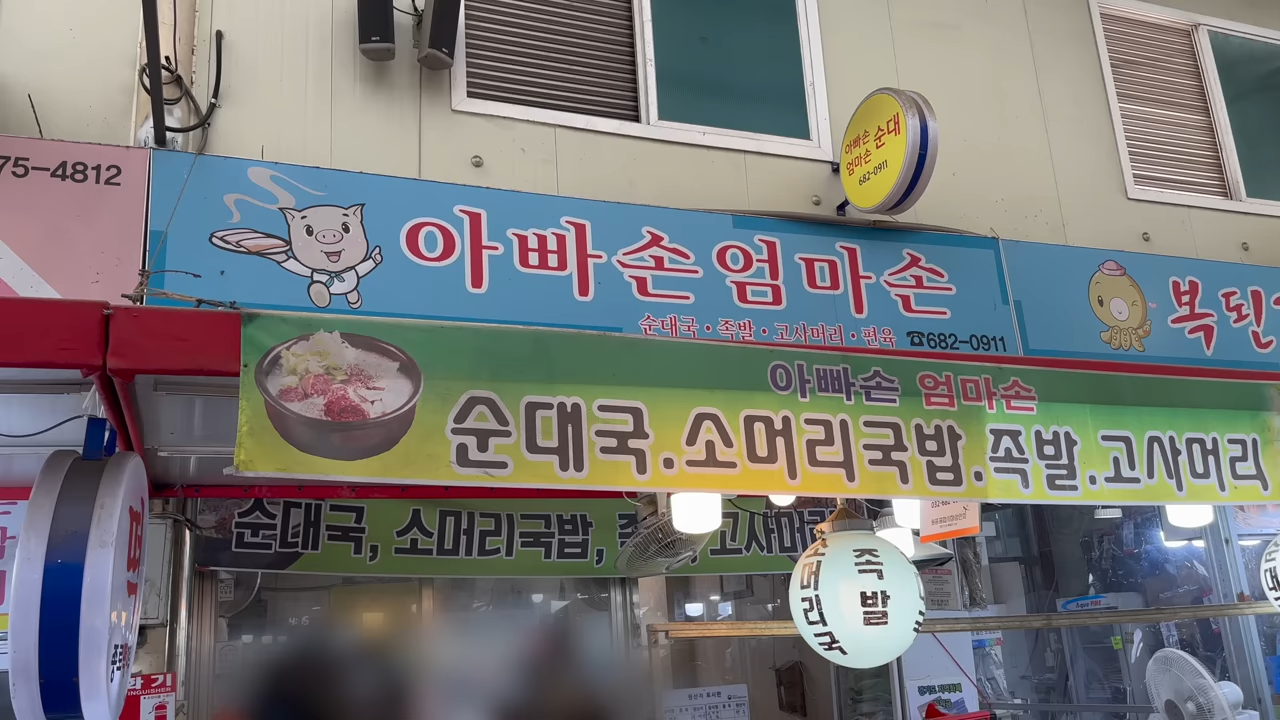 75-4812
아빠손 순대
엄마손
682-0911
아빠손엄마손
순대국·족발·고사머리·편육 ☎682-0911
복된
아빠손 엄마손
순대국.소머리국밥.족발.고사머리
순대국, 소머리국밥, 고사머리
소머리국
족발
Aqua